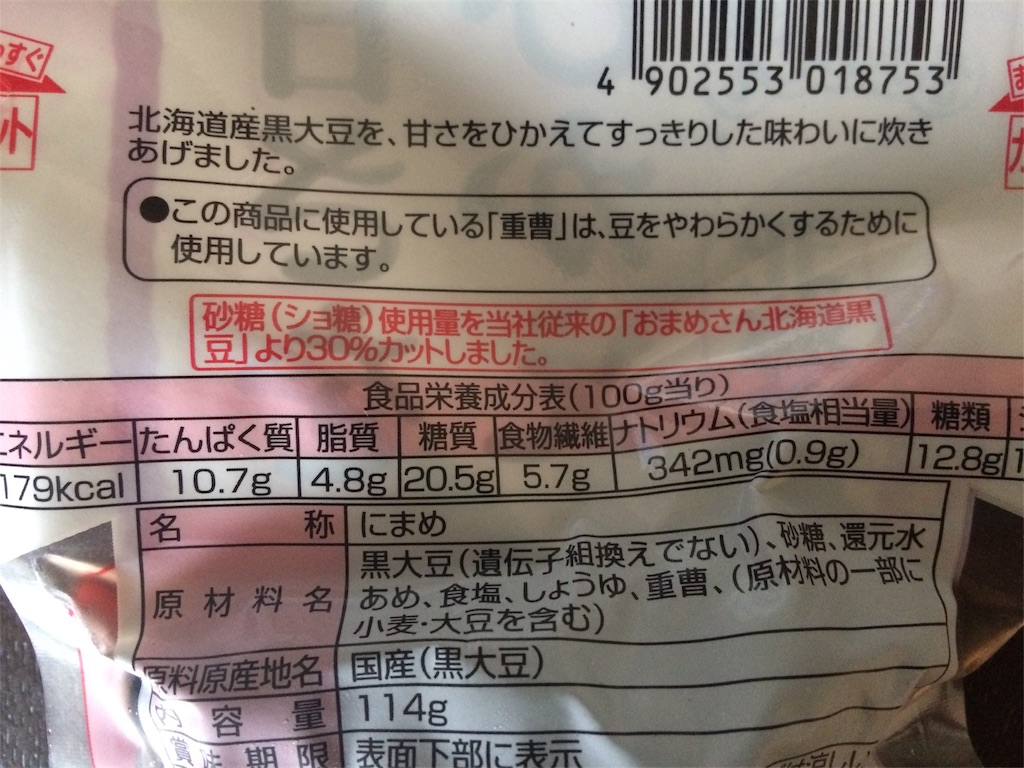 すぐ
ット
4 902553 018753
北海道産黒大豆を、甘さをひかえてすっきりした味わいに炊き
あげました。
●この商品に使用している「重曹」は、豆をやわらかくするために
使用しています。
砂糖（ショ糖）使用量を当社従来の「おまめさん北海道黒
豆」より30%カットしました。
食品栄養成分表(100g当り)
エネルギー たんぱく質 脂質 糖質 食物繊維 ナトリウム(食塩相当量) 糖類
179kcal 10.7g 4.8g 20.5g 5.7g 342mg(0.9g) 12.8g
名称 にまめ
原材料名 黒大豆(遺伝子組換えでない)、砂糖、還元水
あめ、食塩、しょうゆ、重曹、(原材料の一部に
小麦・大豆を含む)
原料原産地名 国産(黒大豆)
内容量 114g
賞味期限 表面下部に表示